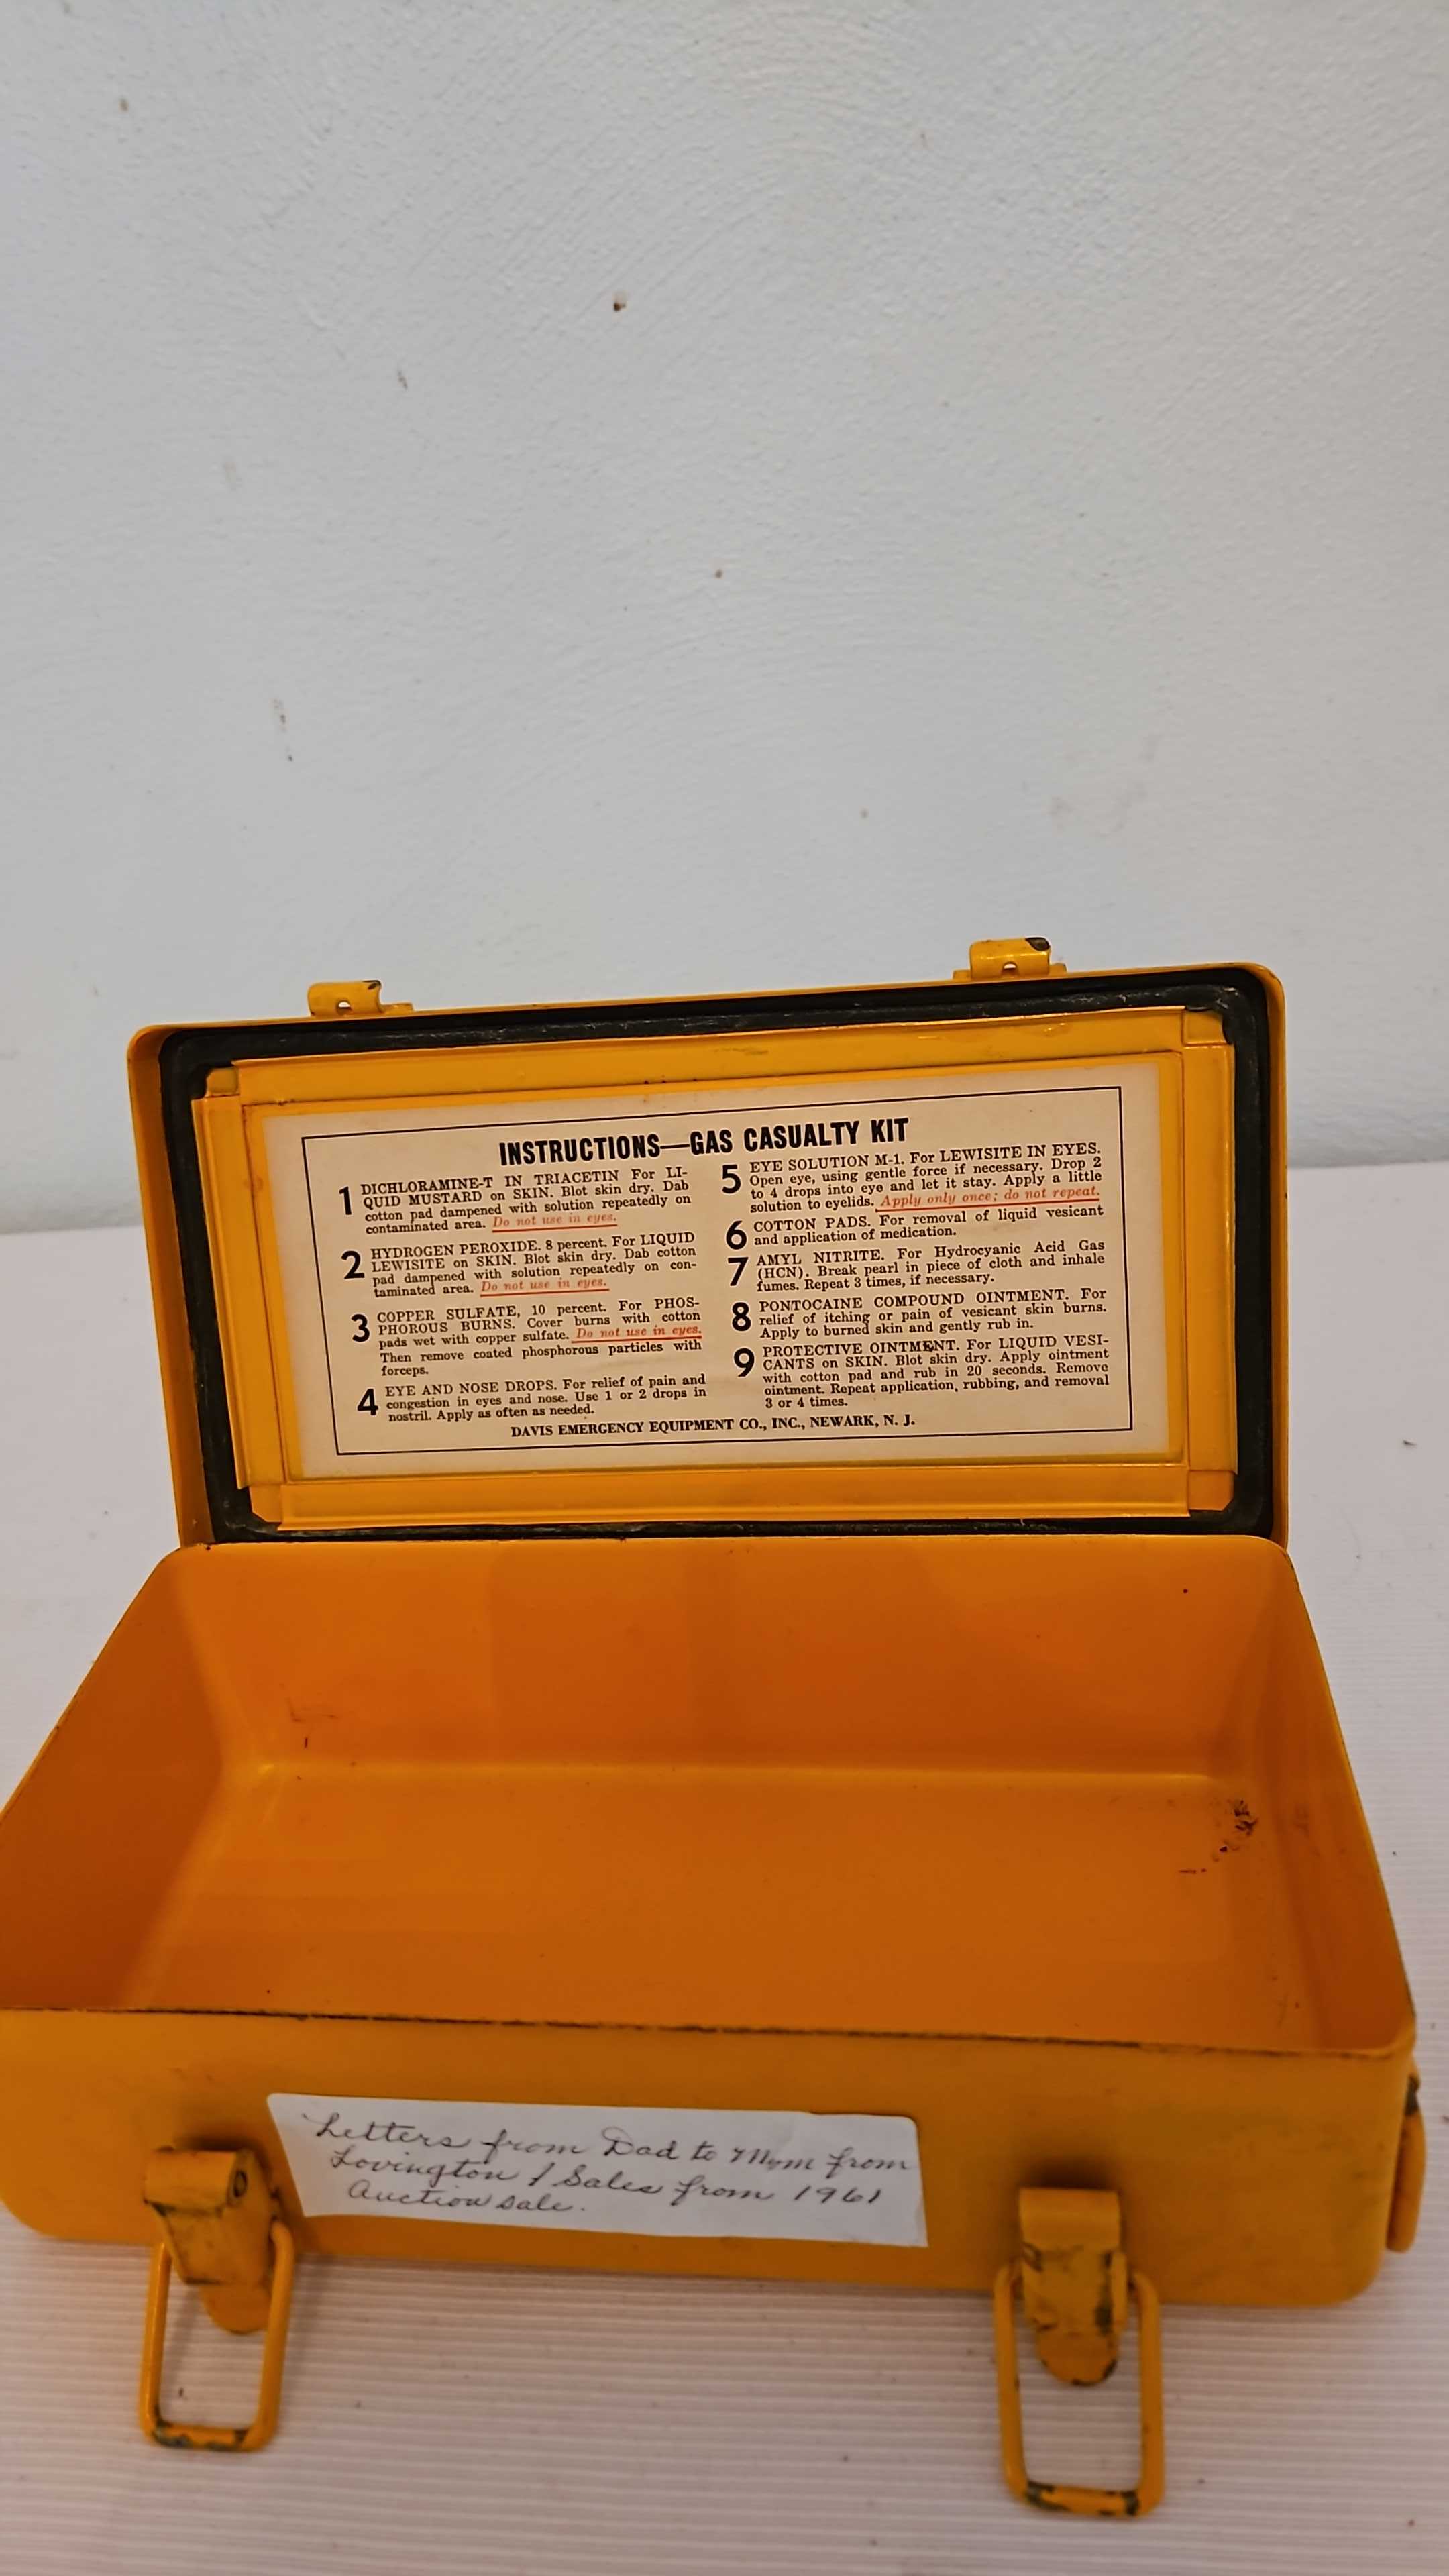 INSTRUCTIONS—GAS CASUALTY KIT
1 DICHLORAMINE-T IN TRIACETIN For LI-
QUID MUSTARD on SKIN. Blot skin dry. Dab
cotton pad dampened with solution repeatedly on
contaminated area. Do not use in eyes.
2 HYDROGEN PEROXIDE. 8 percent. For LIQUID
LEWISITE on SKIN. Blot skin dry. Dab cotton
pad dampened with solution repeatedly on con-
taminated area. Do not use in eyes.
3 COPPER SULFATE, 10 percent. For PHOS-
PHOROUS BURNS. Cover burns with cotton
pads wet with copper sulfate. Do not use in eyes.
Then remove coated phosphorous particles with
forceps.
4 EYE AND NOSE DROPS. For relief of pain and
congestion in eyes and nose. Use 1 or 2 drops in
nostril. Apply as often as needed.
5 EYE SOLUTION M-1. For LEWISITE IN EYES.
Open eye, using gentle force if necessary. Drop 2
to 4 drops into eye and let it stay. Apply a little
solution to eyelids. Apply only once; do not repeat.
6 COTTON PADS. For removal of liquid vesicant
and application of medication.
7 AMYL NITRITE. For Hydrocyanic Acid Gas
(HCN). Break pearl in piece of cloth and inhale
fumes. Repeat 3 times, if necessary.
8 PONTOCAINE COMPOUND OINTMENT. For
relief of itching or pain of vesicant skin burns.
Apply to burned skin and gently rub in.
9 PROTECTIVE OINTMENT. For LIQUID VESI-
CANTS on SKIN. Blot skin dry. Apply ointment
with cotton pad and rub in 20 seconds. Remove
ointment. Repeat application, rubbing, and removal
3 or 4 times.
DAVIS EMERGENCY EQUIPMENT CO., INC., NEWARK, N. J.
Letters from Dad to Mom from
Lovington / Sales from 1961
Auction sale.